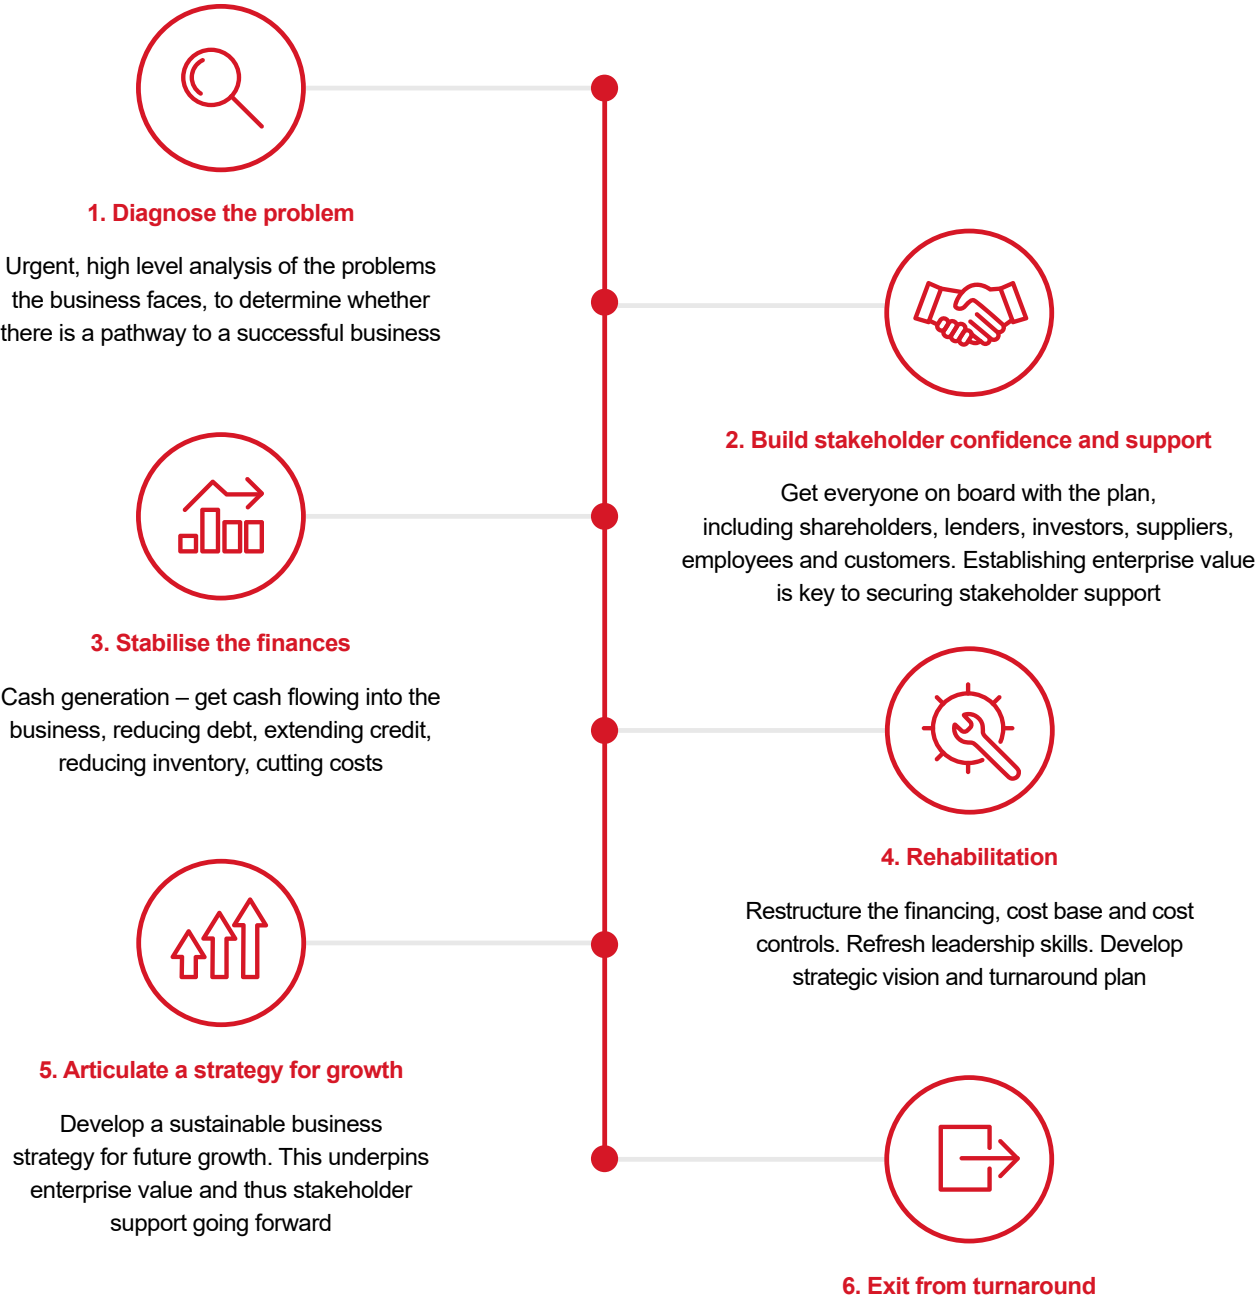 1. Diagnose the problem
Urgent, high level analysis of the problems
the business faces, to determine whether
there is a pathway to a successful business
2. Build stakeholder confidence and support
Get everyone on board with the plan,
including shareholders, lenders, investors, suppliers,
employees and customers. Establishing enterprise value
is key to securing stakeholder support
3. Stabilise the finances
Cash generation – get cash flowing into the
business, reducing debt, extending credit,
reducing inventory, cutting costs
4. Rehabilitation
Restructure the financing, cost base and cost
controls. Refresh leadership skills. Develop
strategic vision and turnaround plan
5. Articulate a strategy for growth
Develop a sustainable business
strategy for future growth. This underpins
enterprise value and thus stakeholder
support going forward
6. Exit from turnaround